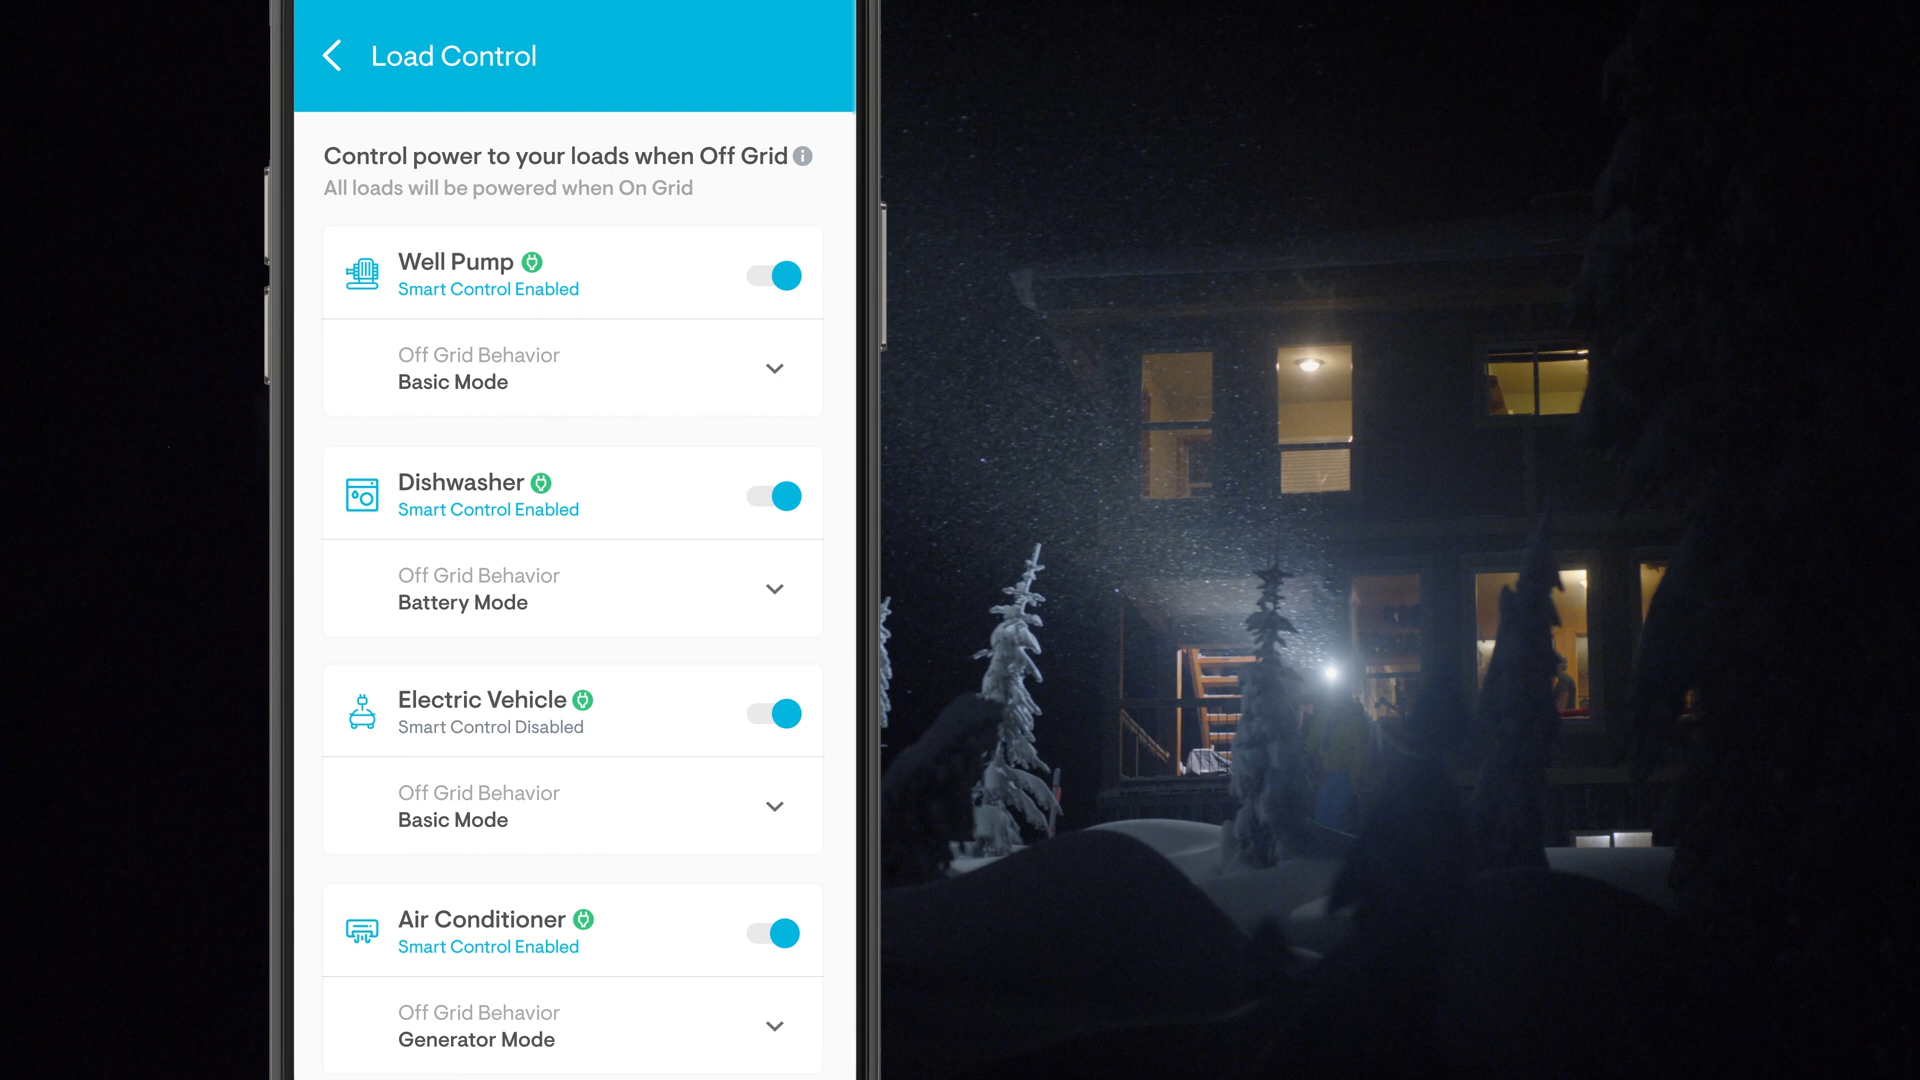 Load Control
Control power to your loads when Off Grid
All loads will be powered when On Grid
Well Pump
Smart Control Enabled
Off Grid Behavior
Basic Mode
Dishwasher
Smart Control Enabled
Off Grid Behavior
Battery Mode
Electric Vehicle
Smart Control Disabled
Off Grid Behavior
Basic Mode
Air Conditioner
Smart Control Enabled
Off Grid Behavior
Generator Mode